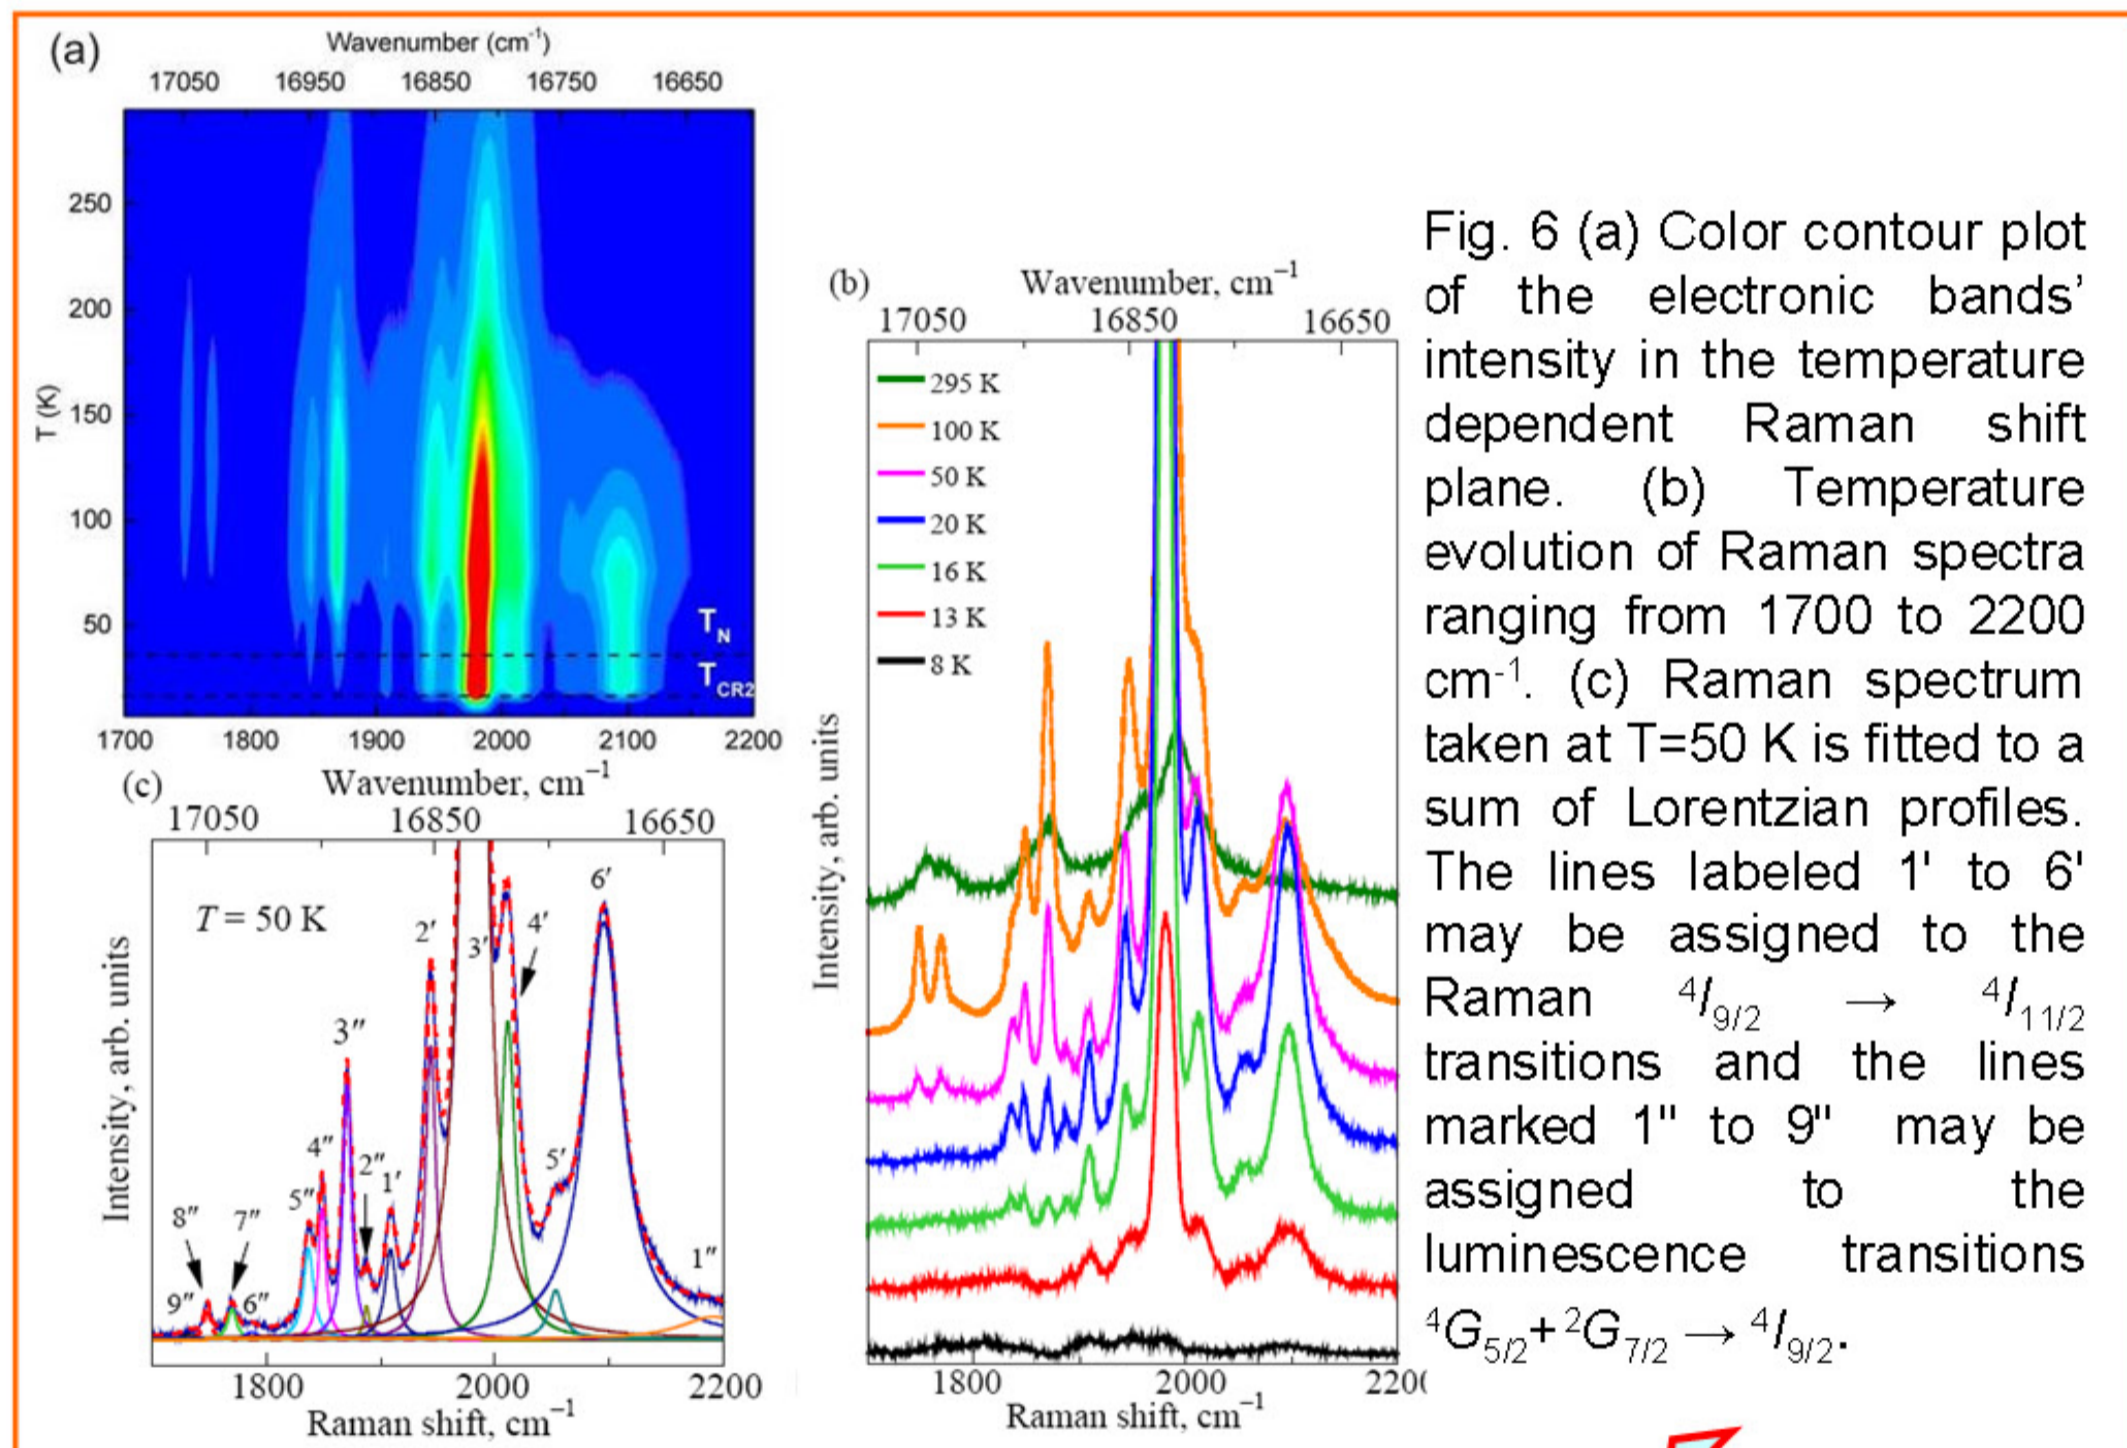 (a)
Wavenumber (cm⁻¹)
17050 16950 16850 16750 16650
250
200
150
100
50
T (K)
T_N
T_CR2
1700 1800 1900 2000 2100 2200
(b)
Wavenumber, cm⁻¹
17050 16850 16650
295 K
100 K
50 K
20 K
16 K
13 K
8 K
Intensity, arb. units
1800 2000 2200
Raman shift, cm⁻¹
(c)
Wavenumber, cm⁻¹
17050 16850 16650
T = 50 K
Intensity, arb. units
9″ 8″ 7″ 6″ 5″ 4″ 3″ 2″ 1′ 2′ 3′ 4′ 5′ 6′ 1″
1800 2000 2200
Raman shift, cm⁻¹
Fig. 6 (a) Color contour plot
of the electronic bands’
intensity in the temperature
dependent Raman shift
plane. (b) Temperature
evolution of Raman spectra
ranging from 1700 to 2200
cm⁻¹. (c) Raman spectrum
taken at T=50 K is fitted to a
sum of Lorentzian profiles.
The lines labeled 1' to 6'
may be assigned to the
Raman ⁴I₉/₂ → ⁴I₁₁/₂
transitions and the lines
marked 1" to 9" may be
assigned to the
luminescence transitions
⁴G₅/₂+²G₇/₂ → ⁴I₉/₂.